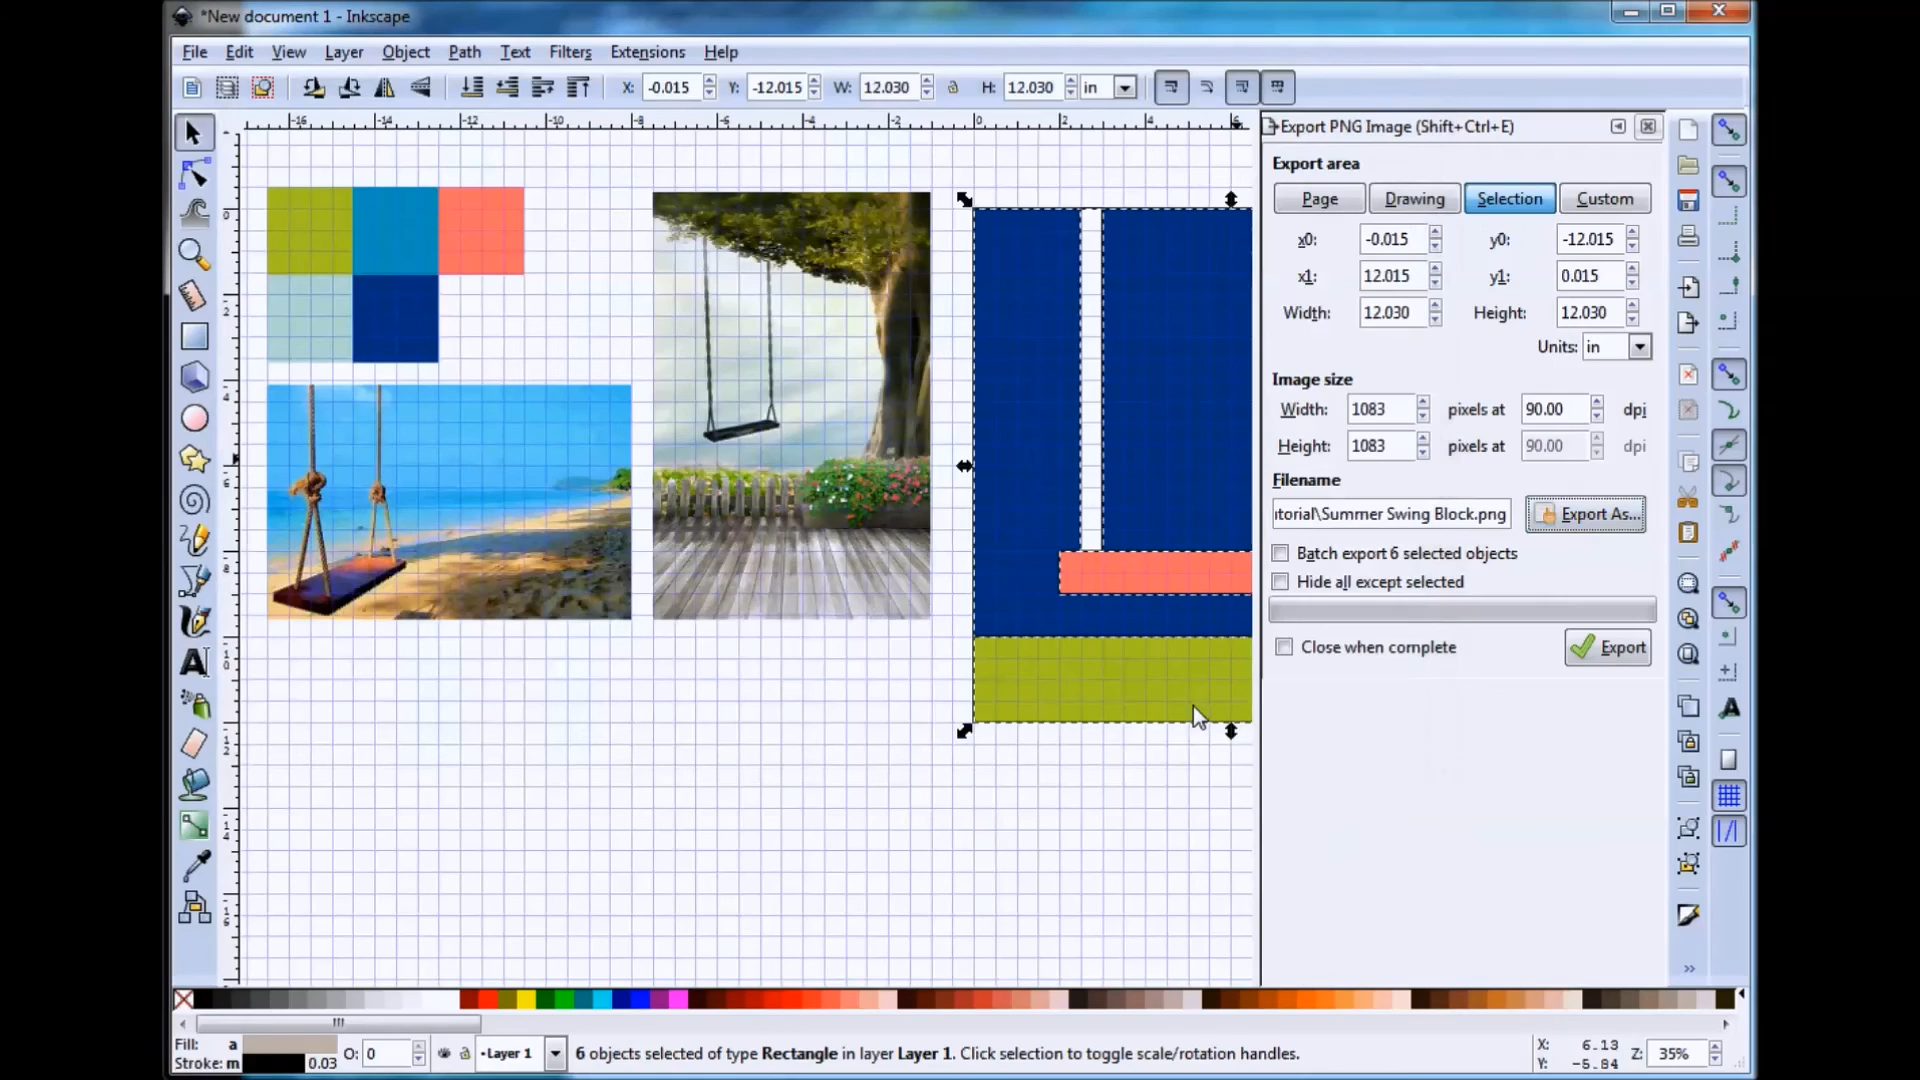 *New document 1 - Inkscape
File Edit View Layer Object Path Text Filters Extensions Help
X: -0.015 Y: -12.015 W: 12.030 H: 12.030 in
Export PNG Image (Shift+Ctrl+E)
Export area
Page Drawing Selection Custom
x0: -0.015 y0: -12.015
x1: 12.015 y1: 0.015
Width: 12.030 Height: 12.030
Units: in
Image size
Width: 1083 pixels at 90.00 dpi
Height: 1083 pixels at 90.00 dpi
Filename
itorial\Summer Swing Block.png Export As...
Batch export 6 selected objects
Hide all except selected
Close when complete Export
Fill: a O: 0 Layer 1 6 objects selected of type Rectangle in layer Layer 1. Click selection to toggle scale/rotation handles. X: 6.13 Z: 35%
Stroke: m 0.03 Y: -5.84